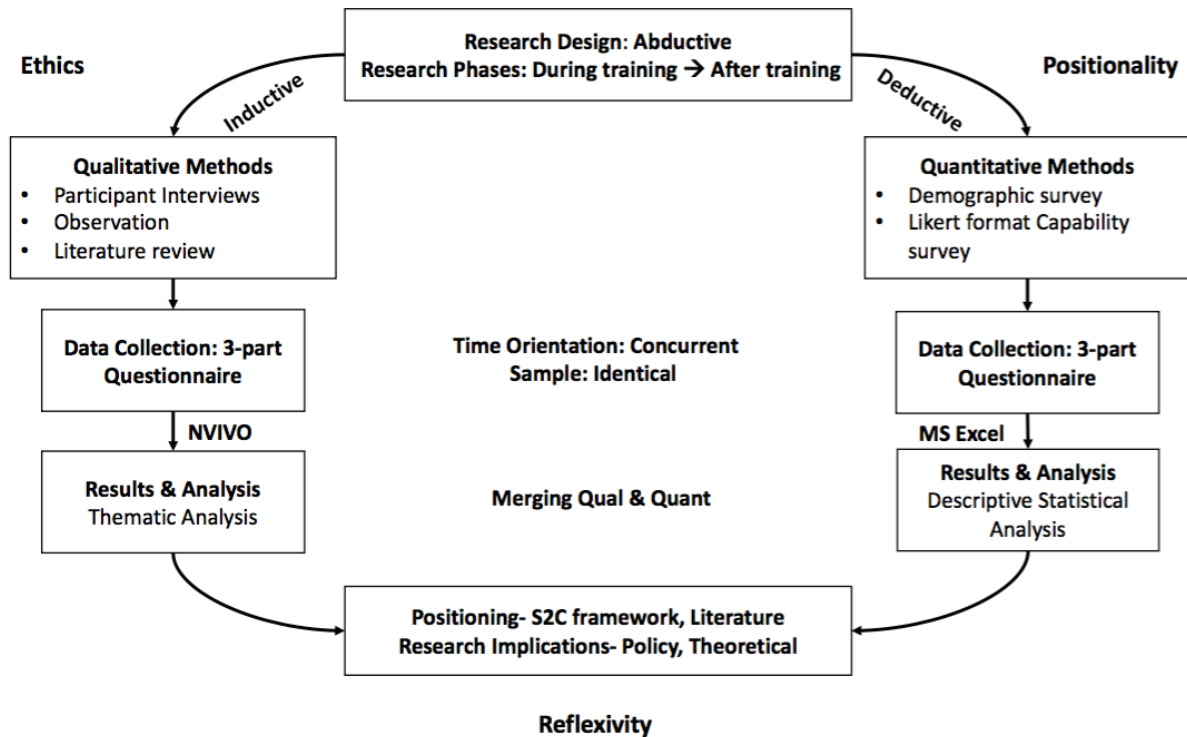 Research Design: Abductive
Research Phases: During training → After training
Ethics
Positionality
Inductive
Deductive
Qualitative Methods
• Participant Interviews
• Observation
• Literature review
Quantitative Methods
• Demographic survey
• Likert format Capability
survey
Data Collection: 3-part
Questionnaire
Time Orientation: Concurrent
Sample: Identical
Data Collection: 3-part
Questionnaire
NVIVO
MS Excel
Results & Analysis
Thematic Analysis
Merging Qual & Quant
Results & Analysis
Descriptive Statistical
Analysis
Positioning- S2C framework, Literature
Research Implications- Policy, Theoretical
Reflexivity